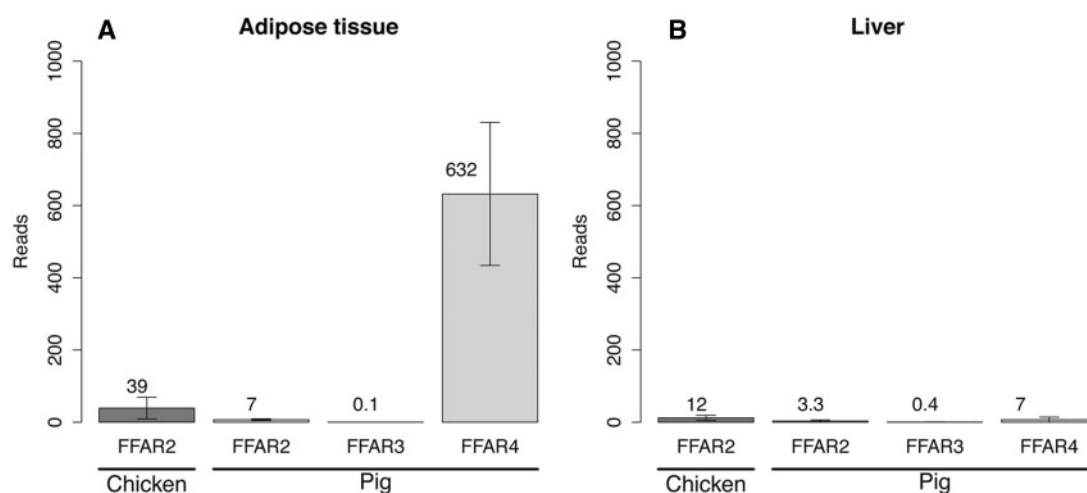 A Adipose tissue
Reads
1000
800
600
400
200
0
39
7
0.1
632
FFAR2 FFAR2 FFAR3 FFAR4
Chicken Pig
B Liver
Reads
1000
800
600
400
200
0
12
3.3
0.4
7
FFAR2 FFAR2 FFAR3 FFAR4
Chicken Pig